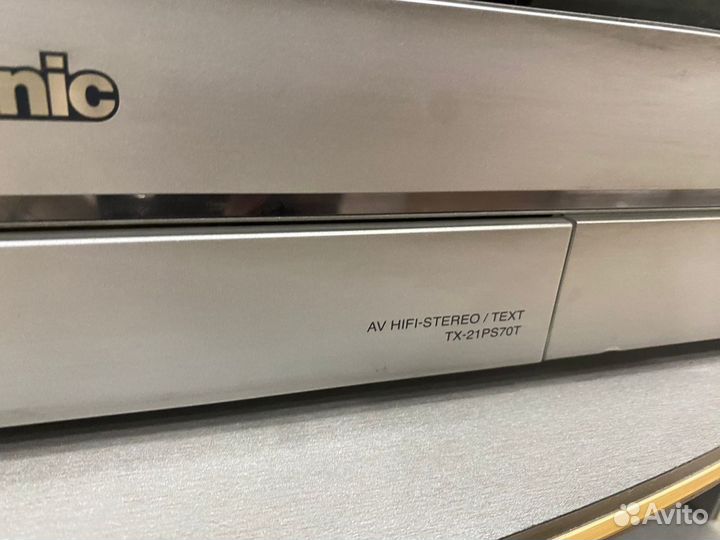 nic
AV HIFI-STEREO / TEXT
TX-21PS70T
Avito